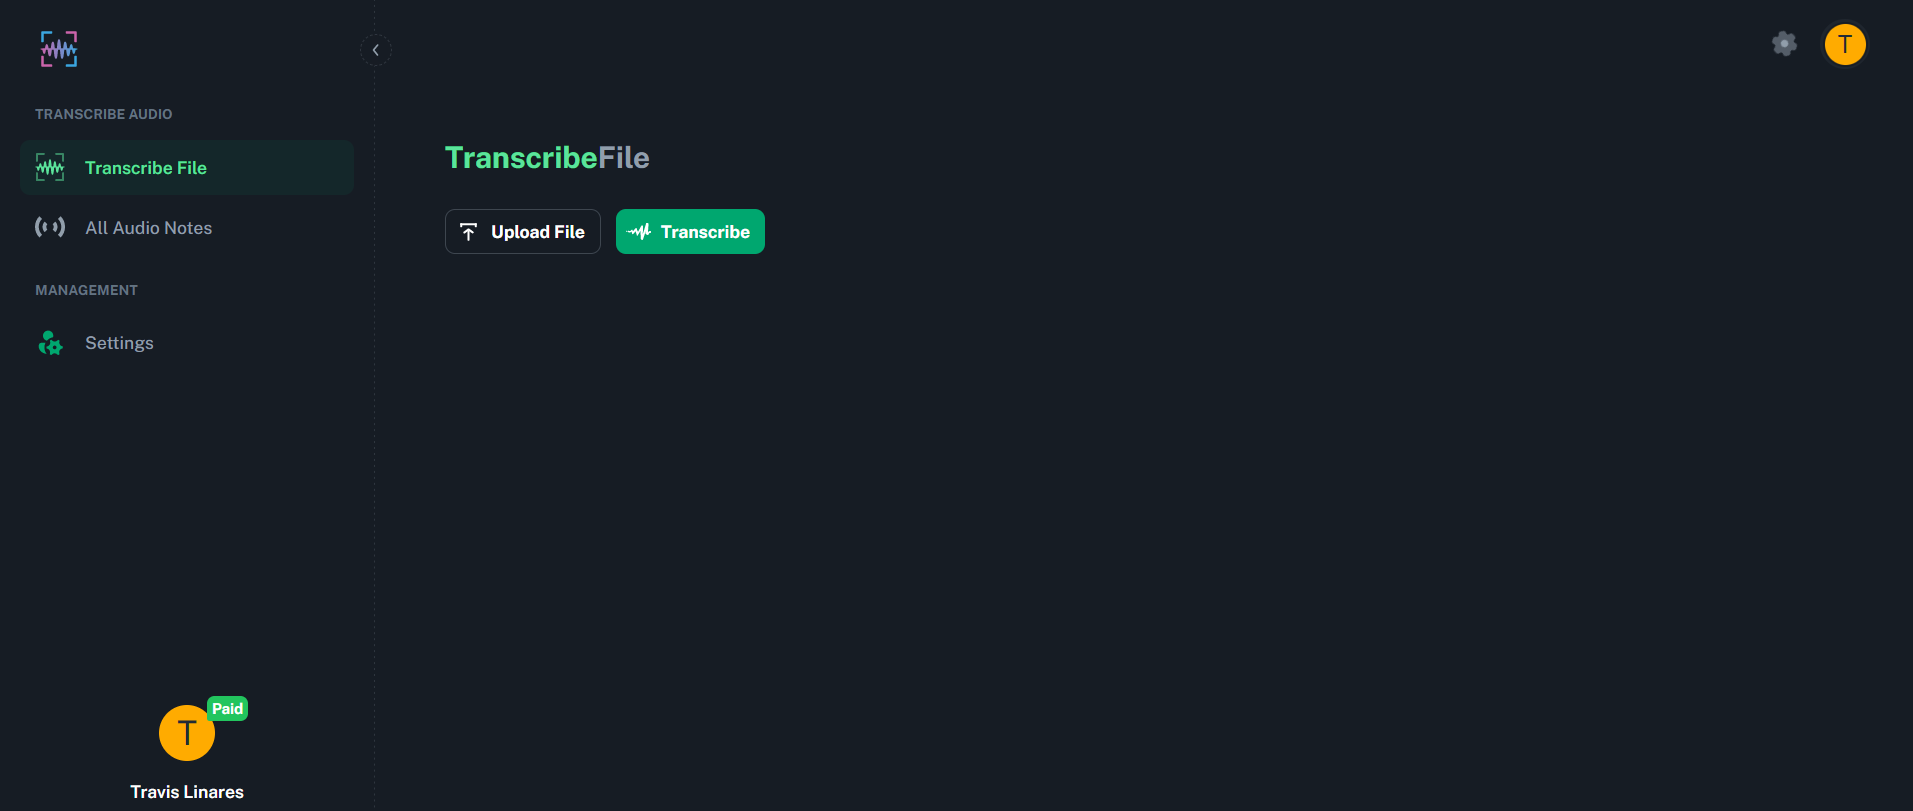 TRANSCRIBE AUDIO
Transcribe File
All Audio Notes
MANAGEMENT
Settings
Paid
T
Travis Linares
T
TranscribeFile
Upload File
Transcribe